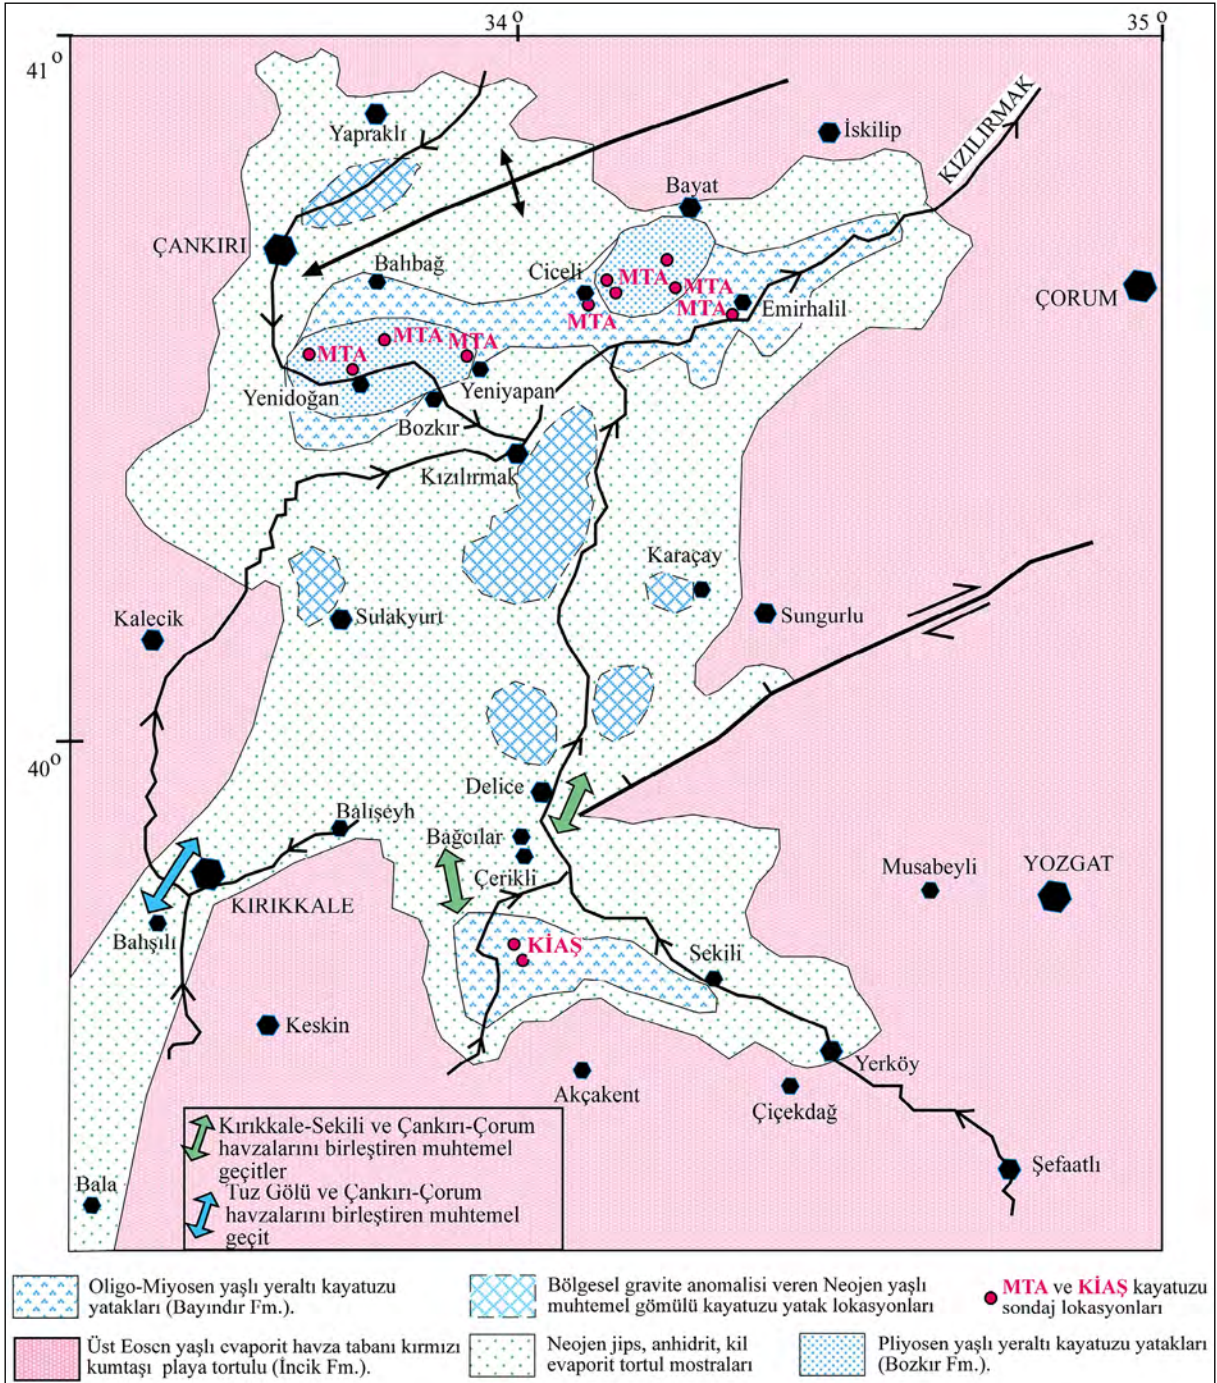 34 o
35 o
41 o
Yapraklı
İskilip
KIZILIRMAK
Bayat
ÇANKIRI
Bahbağ
Ciceli
MTA
MTA
MTA
MTA
Emirhalil
ÇORUM
MTA
MTA
MTA
Yenidoğan
Yeniyapan
Bozkır
Kızılırmak
Karaçay
Kalecik
Sulakyurt
Sungurlu
40 o
Delice
Balışeyh
Bağcılar
Çerikli
Musabeyli
YOZGAT
KIRIKKALE
Bahşılı
KİAŞ
Sekili
Keskin
Yerköy
Akçakent
Çiçekdağ
Şefaatlı
Bala
Kırıkkale-Sekili ve Çankırı-Çorum
havzalarını birleştiren muhtemel
geçitler
Tuz Gölü ve Çankırı-Çorum
havzalarını birleştiren muhtemel
geçit
Oligo-Miyosen yaşlı yeraltı kayatuzu
yatakları (Bayındır Fm.).
Bölgesel gravite anomalisi veren Neojen yaşlı
muhtemel gömülü kayatuzu yatak lokasyonları
MTA ve KİAŞ kayatuzu
sondaj lokasyonları
Üst Eosen yaşlı evaporit havza tabanı kırmızı
kumtaşı playa tortulu (İncik Fm.).
Neojen jips, anhidrit, kil
evaporit tortul mostraları
Pliyosen yaşlı yeraltı kayatuzu yatakları
(Bozkır Fm.).